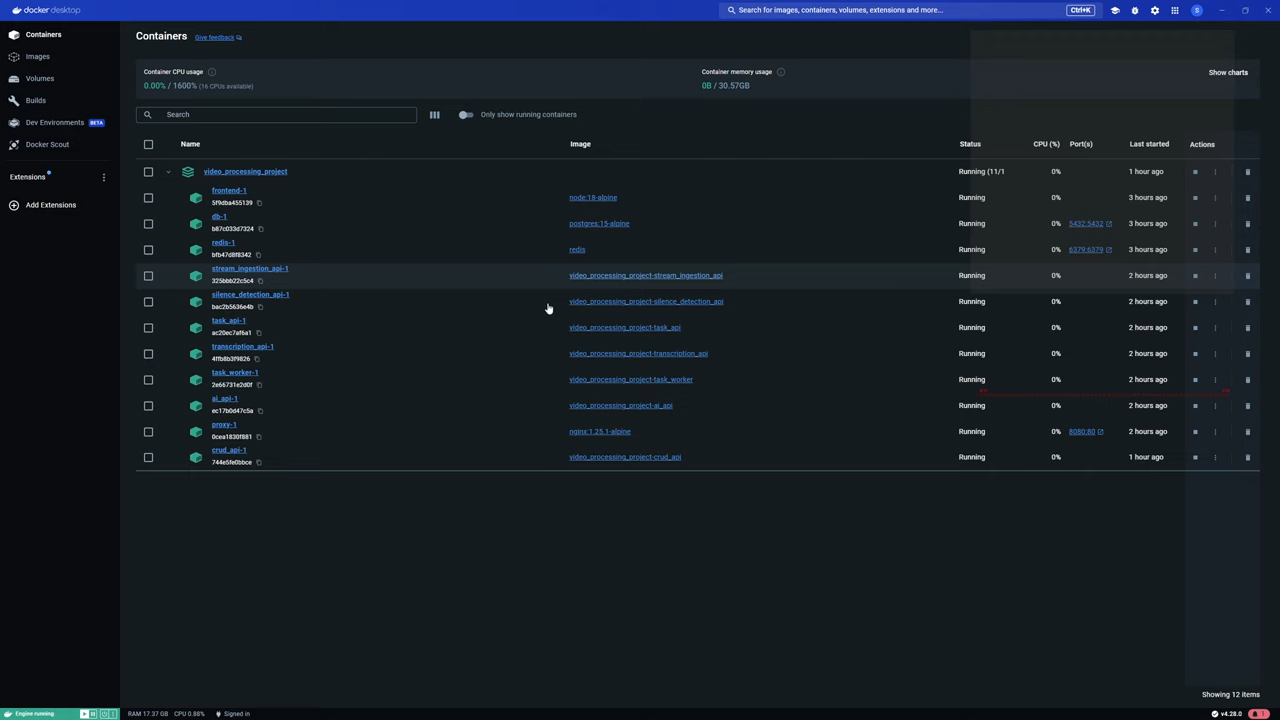 docker desktop
Search for images, containers, volumes, extensions and more...
Ctrl+K
S
Containers
Images
Volumes
Builds
Dev Environments BETA
Docker Scout
Extensions
Add Extensions
Containers Give feedback
Container CPU usage
0.00% / 1600% (16 CPUs available)
Container memory usage
0B / 30.57GB
Show charts
Search
Only show running containers
Name Image Status CPU (%) Port(s) Last started Actions
video_processing_project Running (11/1 0% 1 hour ago
frontend-1
5f9dba455139 node:18-alpine Running 0% 3 hours ago
db-1
b87c033d7324 postgres:15-alpine Running 0% 5432:5432 3 hours ago
redis-1
bfb47d8f8342 redis Running 0% 6379:6379 3 hours ago
stream_ingestion_api-1
325bbb22c5c4 video_processing_project-stream_ingestion_api Running 0% 2 hours ago
silence_detection_api-1
bac2b5636e4b video_processing_project-silence_detection_api Running 0% 2 hours ago
task_api-1
ac20ec7af6a1 video_processing_project-task_api Running 0% 2 hours ago
transcription_api-1
4ffb8b3f9826 video_processing_project-transcription_api Running 0% 2 hours ago
task_worker-1
2e66731e2d0f video_processing_project-task_worker Running 0% 2 hours ago
ai_api-1
ec17b0d47c5a video_processing_project-ai_api Running 0% 2 hours ago
proxy-1
0cea1830f881 nginx:1.25.1-alpine Running 0% 8080:80 2 hours ago
crud_api-1
744e5fe0bbce video_processing_project-crud_api Running 0% 1 hour ago
Showing 12 items
Engine running
RAM 17.37 GB CPU 0.88% Signed in
v4.28.0
1